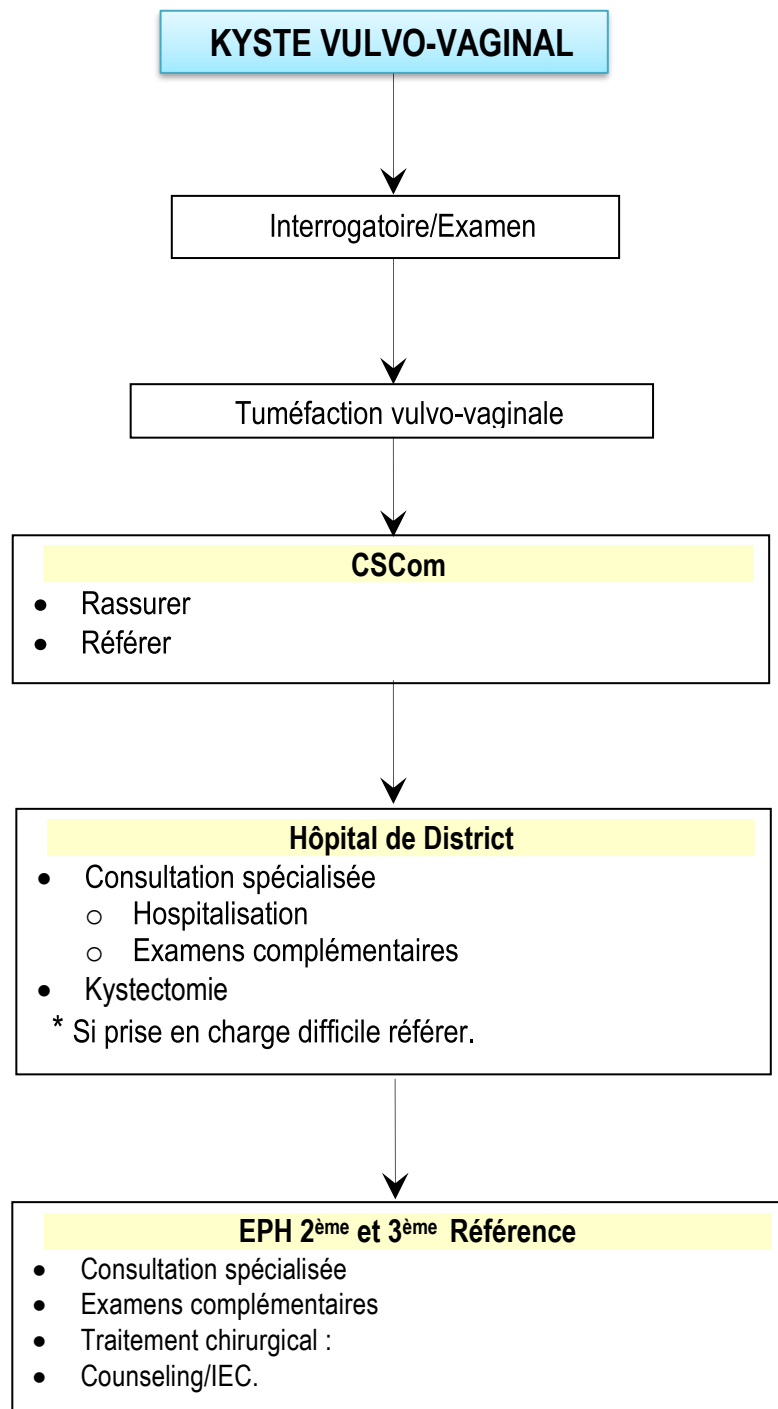 KYSTE VULVO-VAGINAL
Interrogatoire/Examen
Tuméfaction vulvo-vaginale
CSCom
• Rassurer
• Référer
Hôpital de District
• Consultation spécialisée
o Hospitalisation
o Examens complémentaires
• Kystectomie
* Si prise en charge difficile référer.
EPH 2ème et 3ème Référence
• Consultation spécialisée
• Examens complémentaires
• Traitement chirurgical :
• Counseling/IEC.